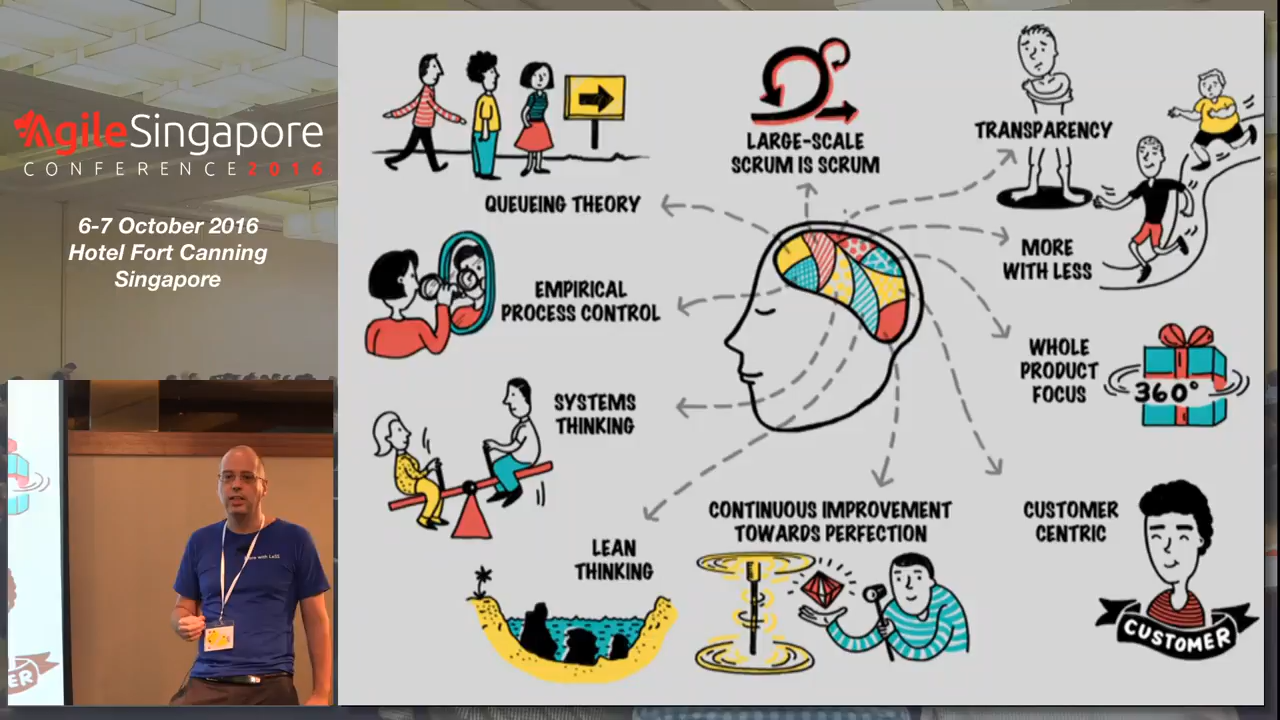 AgileSingapore
CONFERENCE 2016
6-7 October 2016
Hotel Fort Canning
Singapore
QUEUEING THEORY
LARGE-SCALE
SCRUM IS SCRUM
TRANSPARENCY
MORE
WITH LESS
EMPIRICAL
PROCESS CONTROL
WHOLE
PRODUCT
FOCUS
360°
SYSTEMS
THINKING
CONTINUOUS IMPROVEMENT
TOWARDS PERFECTION
CUSTOMER
CENTRIC
LEAN
THINKING
CUSTOMER
ER